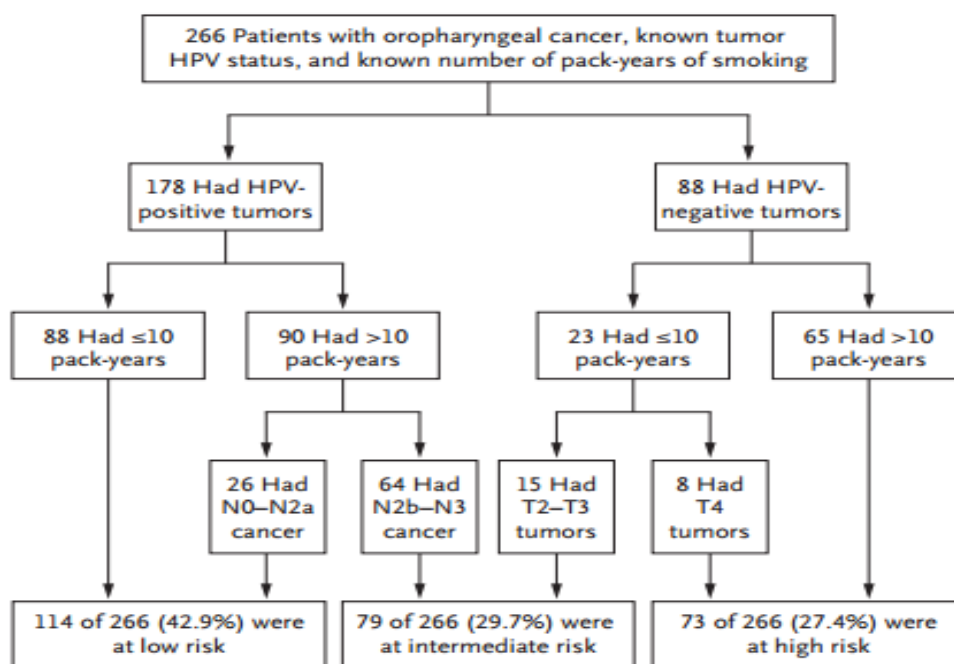 266 Patients with oropharyngeal cancer, known tumor
HPV status, and known number of pack-years of smoking
178 Had HPV-
positive tumors
88 Had HPV-
negative tumors
88 Had ≤10
pack-years
90 Had >10
pack-years
23 Had ≤10
pack-years
65 Had >10
pack-years
26 Had
N0–N2a
cancer
64 Had
N2b–N3
cancer
15 Had
T2–T3
tumors
8 Had
T4
tumors
114 of 266 (42.9%) were
at low risk
79 of 266 (29.7%) were
at intermediate risk
73 of 266 (27.4%) were
at high risk